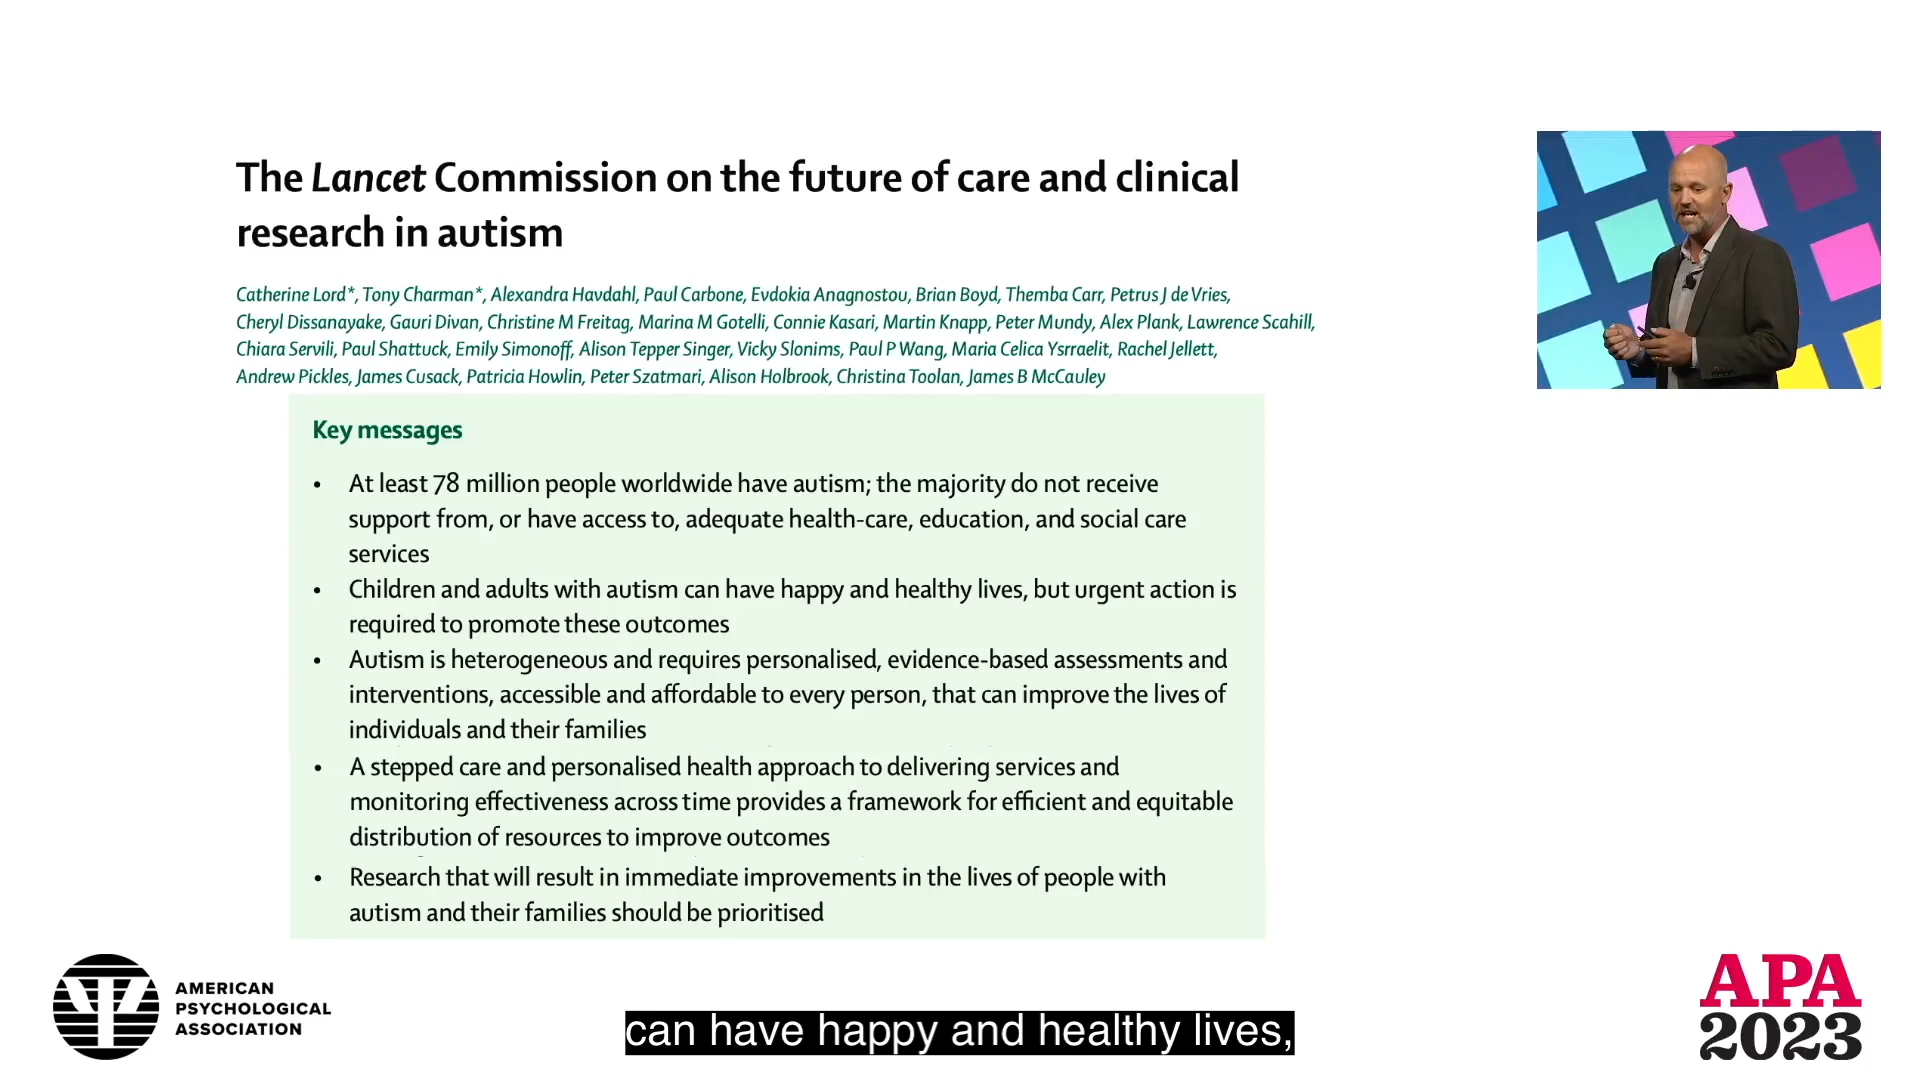 The Lancet Commission on the future of care and clinical
research in autism
Catherine Lord*, Tony Charman*, Alexandra Havdahl, Paul Carbone, Evdokia Anagnostou, Brian Boyd, Themba Carr, Petrus J de Vries,
Cheryl Dissanayake, Gauri Divan, Christine M Freitag, Marina M Gotelli, Connie Kasari, Martin Knapp, Peter Mundy, Alex Plank, Lawrence Scahill,
Chiara Servili, Paul Shattuck, Emily Simonoff, Alison Tepper Singer, Vicky Slonims, Paul P Wang, Maria Celica Ysrraelit, Rachel Jellett,
Andrew Pickles, James Cusack, Patricia Howlin, Peter Szatmari, Alison Holbrook, Christina Toolan, James B McCauley
Key messages
• At least 78 million people worldwide have autism; the majority do not receive
support from, or have access to, adequate health-care, education, and social care
services
• Children and adults with autism can have happy and healthy lives, but urgent action is
required to promote these outcomes
• Autism is heterogeneous and requires personalised, evidence-based assessments and
interventions, accessible and affordable to every person, that can improve the lives of
individuals and their families
• A stepped care and personalised health approach to delivering services and
monitoring effectiveness across time provides a framework for efficient and equitable
distribution of resources to improve outcomes
• Research that will result in immediate improvements in the lives of people with
autism and their families should be prioritised
AMERICAN
PSYCHOLOGICAL
ASSOCIATION
can have happy and healthy lives,
APA
2023